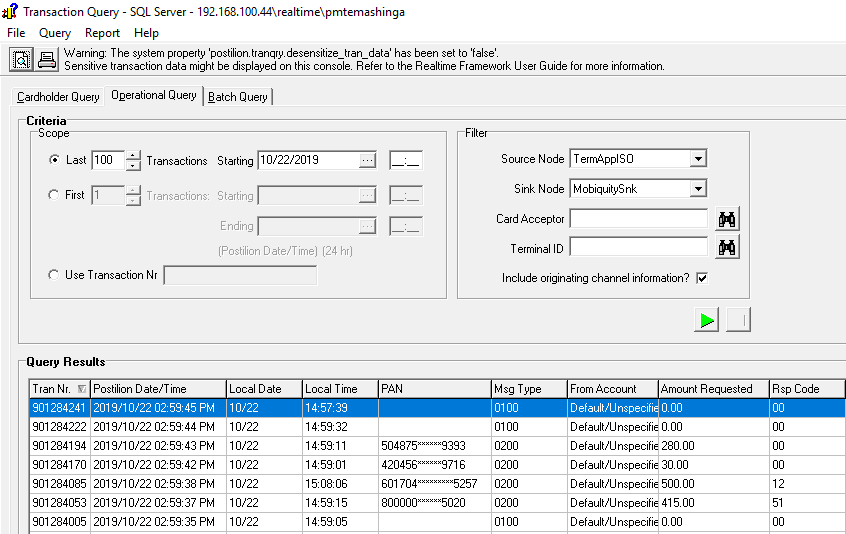 Transaction Query - SQL Server - 192.168.100.44\realtime\pmtemashinga
File Query Report Help
Warning: The system property 'postilion.tranqry.desensitize_tran_data' has been set to 'false'.
Sensitive transaction data might be displayed on this console. Refer to the Realtime Framework User Guide for more information.
Cardholder Query Operational Query Batch Query
Criteria
Scope
Last 100 Transactions Starting 10/22/2019 ... __:__
First 1 Transactions: Starting ... __:__
Ending ... __:__
(Postilion Date/Time) (24 hr)
Use Transaction Nr
Filter
Source Node TermAppISO
Sink Node MobiquitySnk
Card Acceptor
Terminal ID
Include originating channel information?
Query Results
Tran Nr. Postilion Date/Time Local Date Local Time PAN Msg Type From Account Amount Requested Rsp Code
901284241 2019/10/22 02:59:45 PM 10/22 14:57:39 0100 Default/Unspecifie 0.00 00
901284222 2019/10/22 02:59:44 PM 10/22 14:59:32 0100 Default/Unspecifie 0.00 00
901284194 2019/10/22 02:59:43 PM 10/22 14:59:11 504875******9393 0200 Default/Unspecifie 280.00 00
901284170 2019/10/22 02:59:42 PM 10/22 14:59:01 420456******9716 0200 Default/Unspecifie 30.00 00
901284085 2019/10/22 02:59:38 PM 10/22 15:08:06 601704*********5257 0200 Default/Unspecifie 500.00 12
901284053 2019/10/22 02:59:37 PM 10/22 14:59:15 800000******5020 0200 Default/Unspecifie 415.00 51
901284005 2019/10/22 02:59:35 PM 10/22 14:59:05 0100 Default/Unspecifie 0.00 00